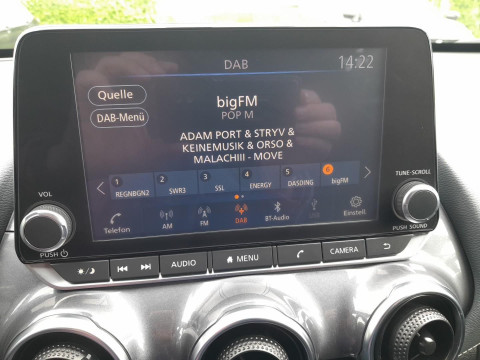 DAB
14:22
Quelle
DAB-Menü
bigFM
POP M
ADAM PORT & STRYV &
KEINEMUSIK & ORSO &
MALACHIII - MOVE
1 2 3 4 5 6
REIGNBGN2 SWR3 SSL ENERGY DASDING bigFM
Telefon AM FM DAB BT-Audio USB Einstell.
VOL
PUSH
TUNE-SCROLL
PUSH SOUND
AUDIO MENU CAMERA